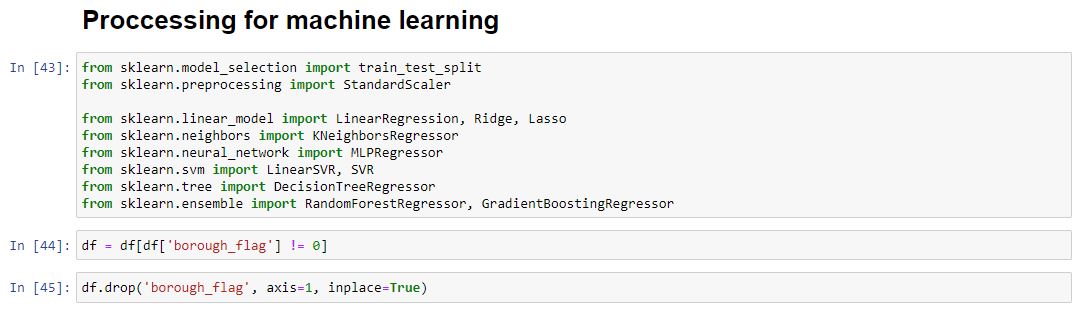 Proccessing for machine learning
In [43]: from sklearn.model_selection import train_test_split
from sklearn.preprocessing import StandardScaler
from sklearn.linear_model import LinearRegression, Ridge, Lasso
from sklearn.neighbors import KNeighborsRegressor
from sklearn.neural_network import MLPRegressor
from sklearn.svm import LinearSVR, SVR
from sklearn.tree import DecisionTreeRegressor
from sklearn.ensemble import RandomForestRegressor, GradientBoostingRegressor
In [44]: df = df[df['borough_flag'] != 0]
In [45]: df.drop('borough_flag', axis=1, inplace=True)